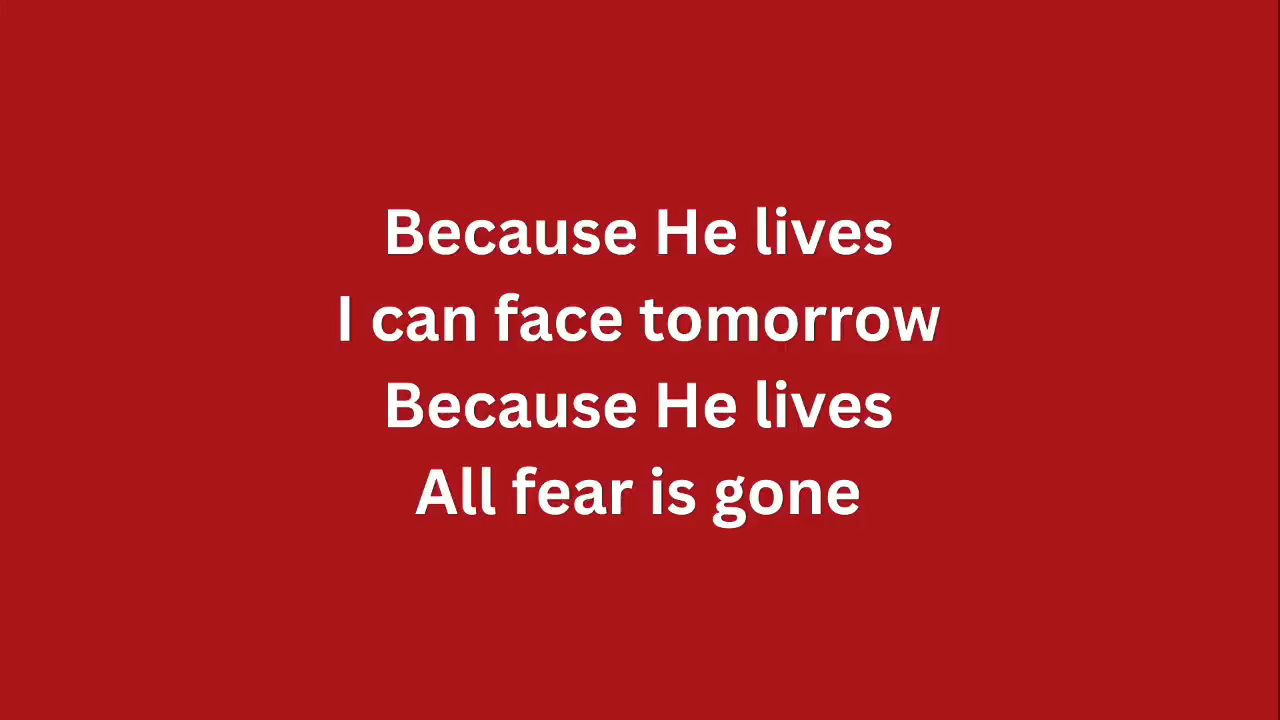 Because He lives
I can face tomorrow
Because He lives
All fear is gone